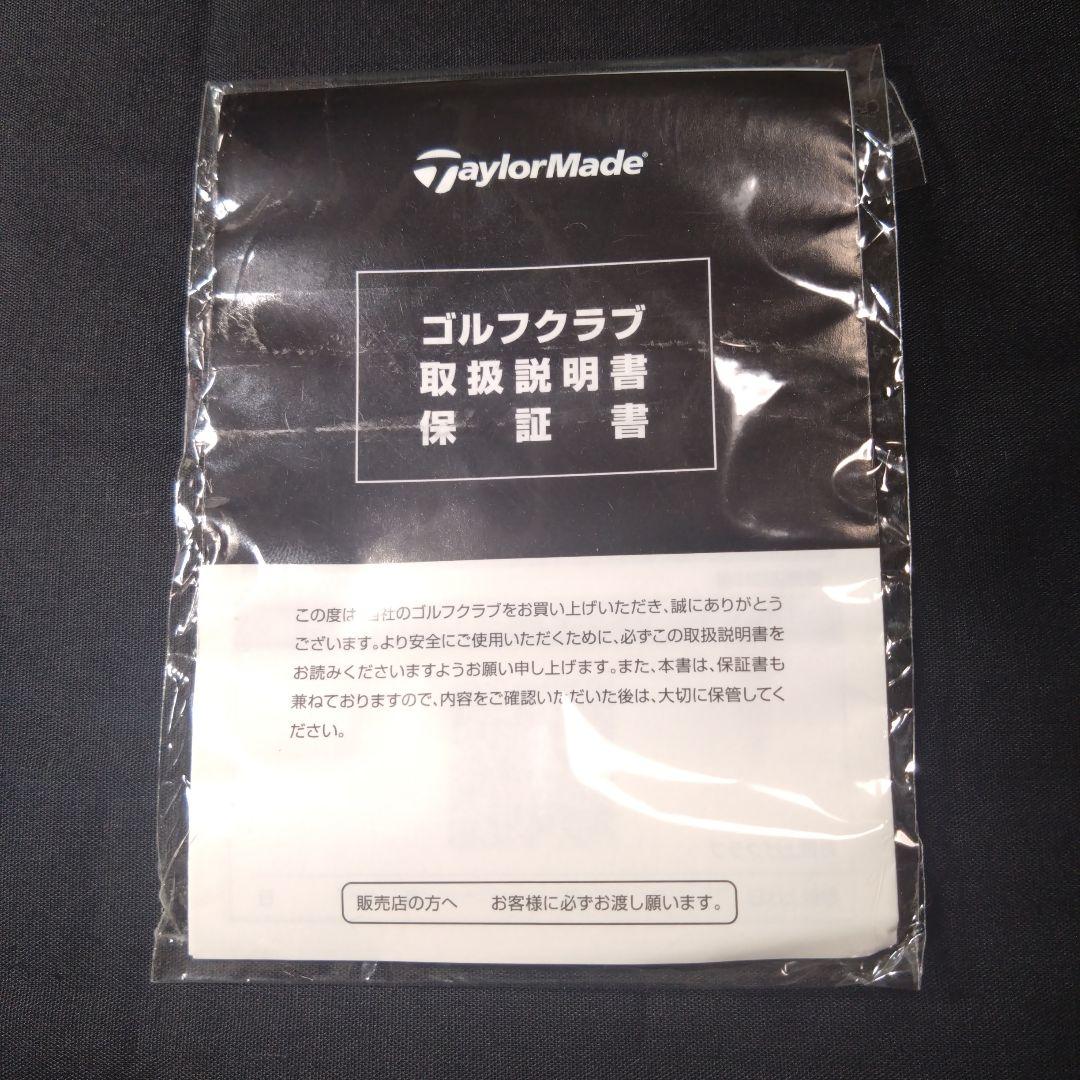 TaylorMade®
ゴルフクラブ
取扱説明書
保証書
この度は 当社のゴルフクラブをお買い上げいただき、誠にありがとう
ございます。より安全にご使用いただくために、必ずこの取扱説明書を
お読みくださいますようお願い申し上げます。また、本書は、保証書も
兼ねておりますので、内容をご確認いただいた後は、大切に保管してく
ださい。
販売店の方へ お客様に必ずお渡し願います。